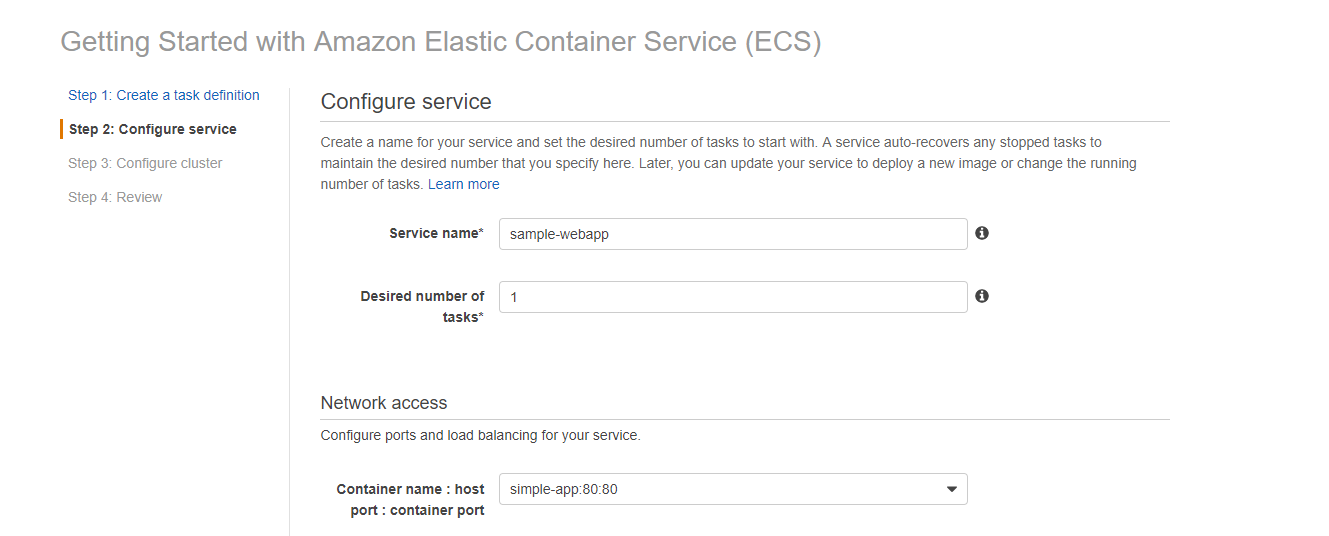 Getting Started with Amazon Elastic Container Service (ECS)
Step 1: Create a task definition
Step 2: Configure service
Step 3: Configure cluster
Step 4: Review
Configure service
Create a name for your service and set the desired number of tasks to start with. A service auto-recovers any stopped tasks to
maintain the desired number that you specify here. Later, you can update your service to deploy a new image or change the running
number of tasks. Learn more
Service name* sample-webapp
Desired number of
tasks* 1
Network access
Configure ports and load balancing for your service.
Container name : host
port : container port simple-app:80:80